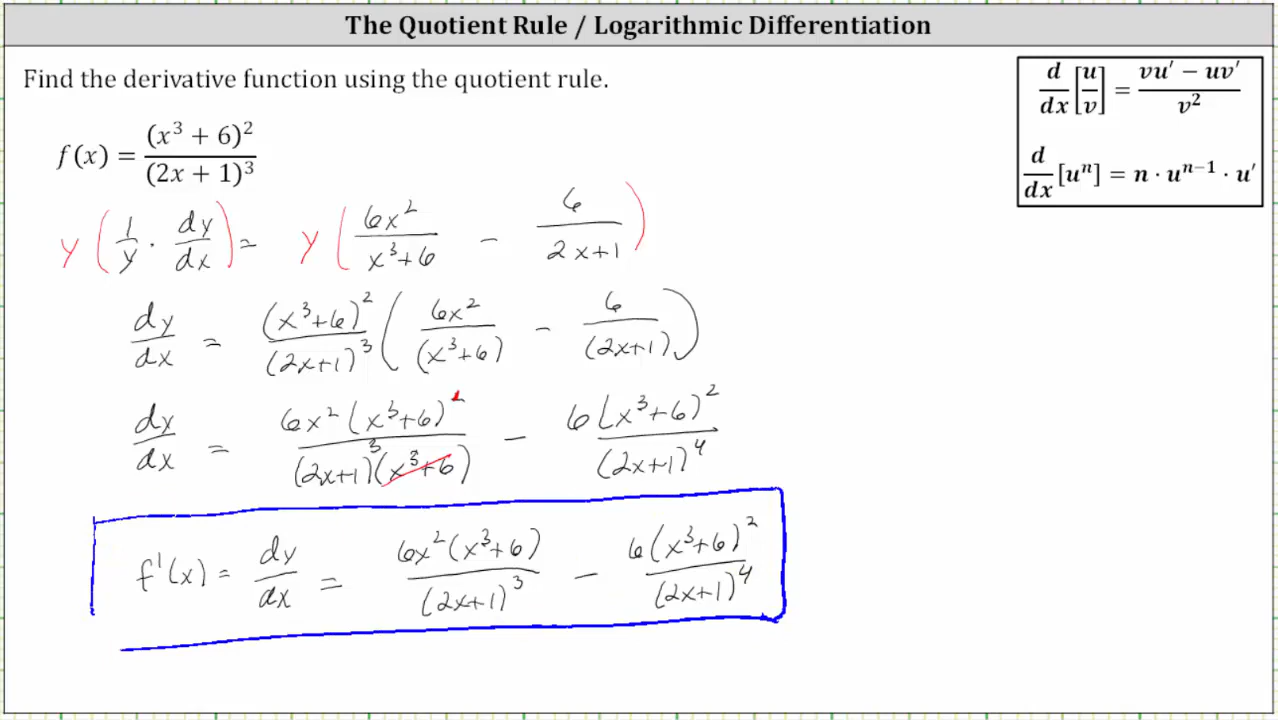 The Quotient Rule / Logarithmic Differentiation
Find the derivative function using the quotient rule.
d/dx [u/v] = (vu′ − uv′)/v²
d/dx [uⁿ] = n · uⁿ⁻¹ · u′
f(x) = (x³ + 6)²/(2x + 1)³
y (1/y · dy/dx) = y (6x²/(x³+6) − 6/(2x+1))
dy/dx = (x³+6)²/(2x+1)³ (6x²/(x³+6) − 6/(2x+1))
dy/dx = 6x²(x³+6)²/((2x+1)³(x³+6)) − 6(x³+6)²/(2x+1)⁴
f'(x) = dy/dx = 6x²(x³+6)/(2x+1)³ − 6(x³+6)²/(2x+1)⁴